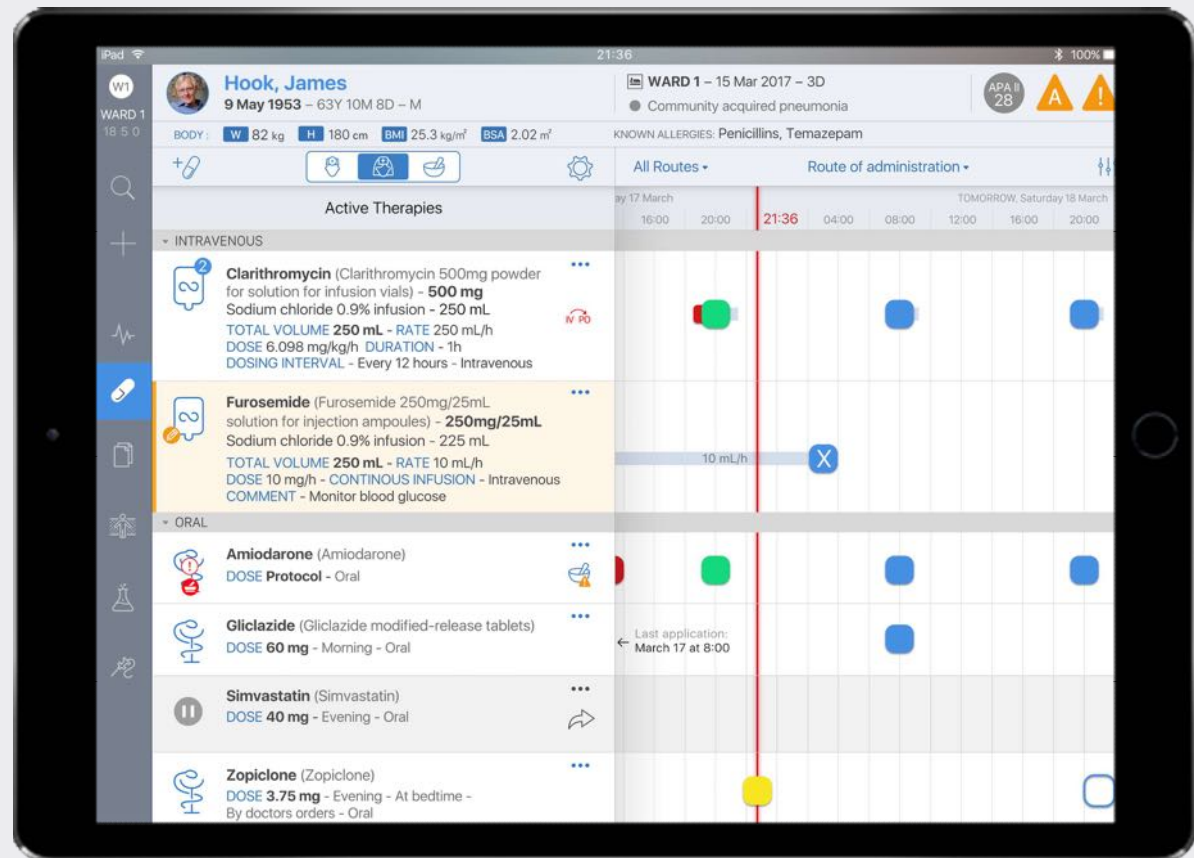 iPad
21:36
100%
W1
WARD 1
18 5 0
Hook, James
9 May 1953 – 63Y 10M 8D – M
WARD 1 – 15 Mar 2017 – 3D
Community acquired pneumonia
APA II
28
A
!
BODY: W 82 kg H 180 cm BMI 25.3 kg/m² BSA 2.02 m²
KNOWN ALLERGIES: Penicillins, Temazepam
All Routes
Route of administration
Active Therapies
ay 17 March
TOMORROW, Saturday 18 March
16:00 20:00 21:36 04:00 08:00 12:00 16:00 20:00
INTRAVENOUS
2
Clarithromycin (Clarithromycin 500mg powder
for solution for infusion vials) - 500 mg
Sodium chloride 0.9% infusion - 250 mL
TOTAL VOLUME 250 mL - RATE 250 mL/h
DOSE 6.098 mg/kg/h DURATION - 1h
DOSING INTERVAL - Every 12 hours - Intravenous
IV PO
Furosemide (Furosemide 250mg/25mL
solution for injection ampoules) - 250mg/25mL
Sodium chloride 0.9% infusion - 225 mL
TOTAL VOLUME 250 mL - RATE 10 mL/h
DOSE 10 mg/h - CONTINOUS INFUSION - Intravenous
COMMENT - Monitor blood glucose
10 mL/h
X
ORAL
Amiodarone (Amiodarone)
DOSE Protocol - Oral
Gliclazide (Gliclazide modified-release tablets)
DOSE 60 mg - Morning - Oral
Last application:
March 17 at 8:00
Simvastatin (Simvastatin)
DOSE 40 mg - Evening - Oral
Zopiclone (Zopiclone)
DOSE 3.75 mg - Evening - At bedtime -
By doctors orders - Oral